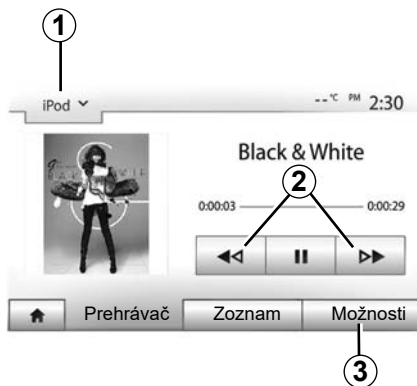 1
iPod
--°C PM 2:30
Black & White
2
0:00:03
0:00:29
Prehrávač
Zoznam
Možnosti
3